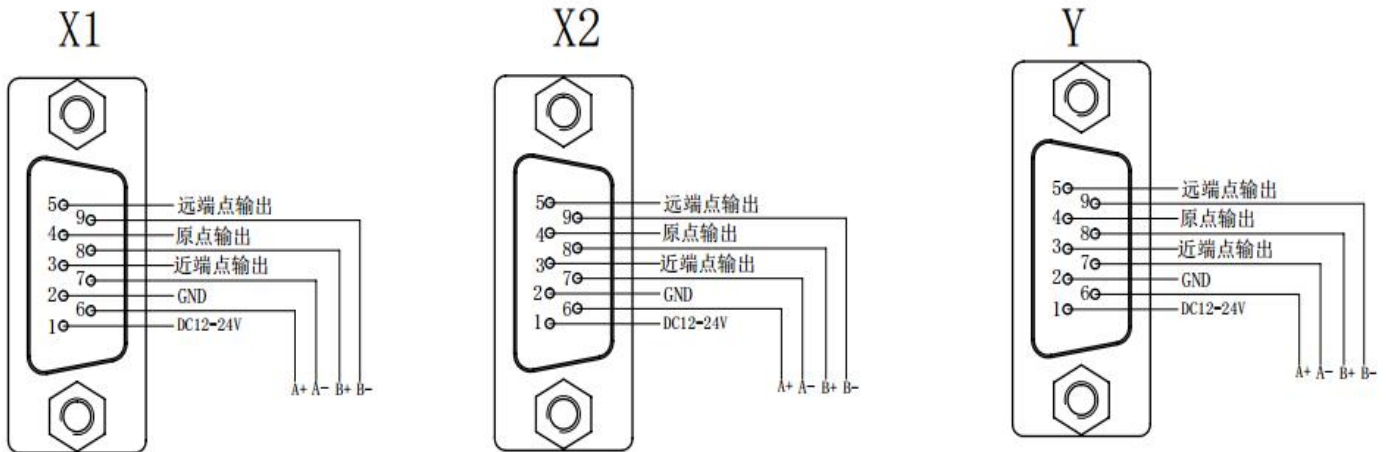 X1
5 远端点输出
9
4 原点输出
8
3 近端点输出
7
2 GND
6
1 DC12-24V
A+ A- B+ B-
X2
5 远端点输出
9
4 原点输出
8
3 近端点输出
7
2 GND
6
1 DC12-24V
A+ A- B+ B-
Y
5 远端点输出
9
4 原点输出
8
3 近端点输出
7
2 GND
6
1 DC12-24V
A+ A- B+ B-